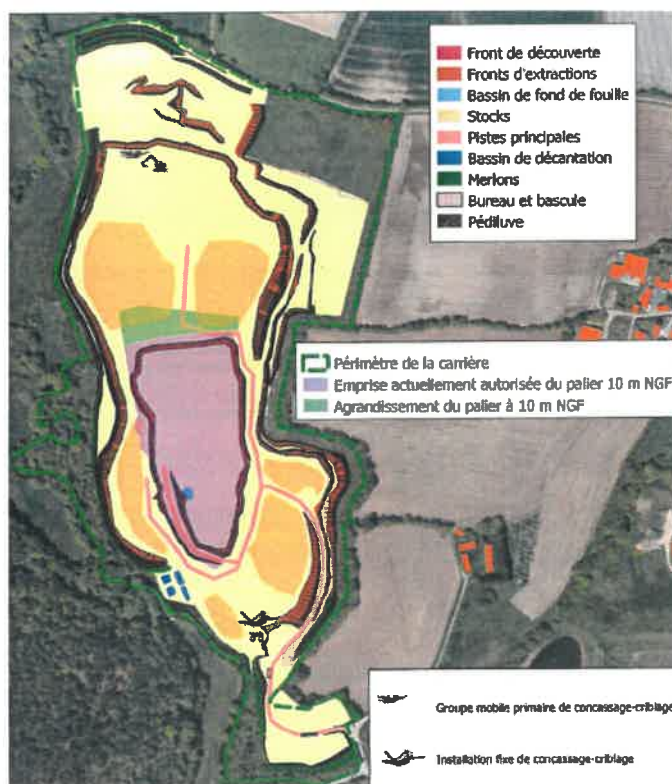 Front de découverte
Fronts d'extractions
Bassin de fond de fouille
Stocks
Pistes principales
Bassin de décantation
Merlons
Bureau et bascule
Pédiluve
Périmètre de la carrière
Emprise actuellement autorisée du palier 10 m NGF
Agrandissement du palier à 10 m NGF
Groupe mobile primaire de concassage-criblage
Installation fixe de concassage-criblage